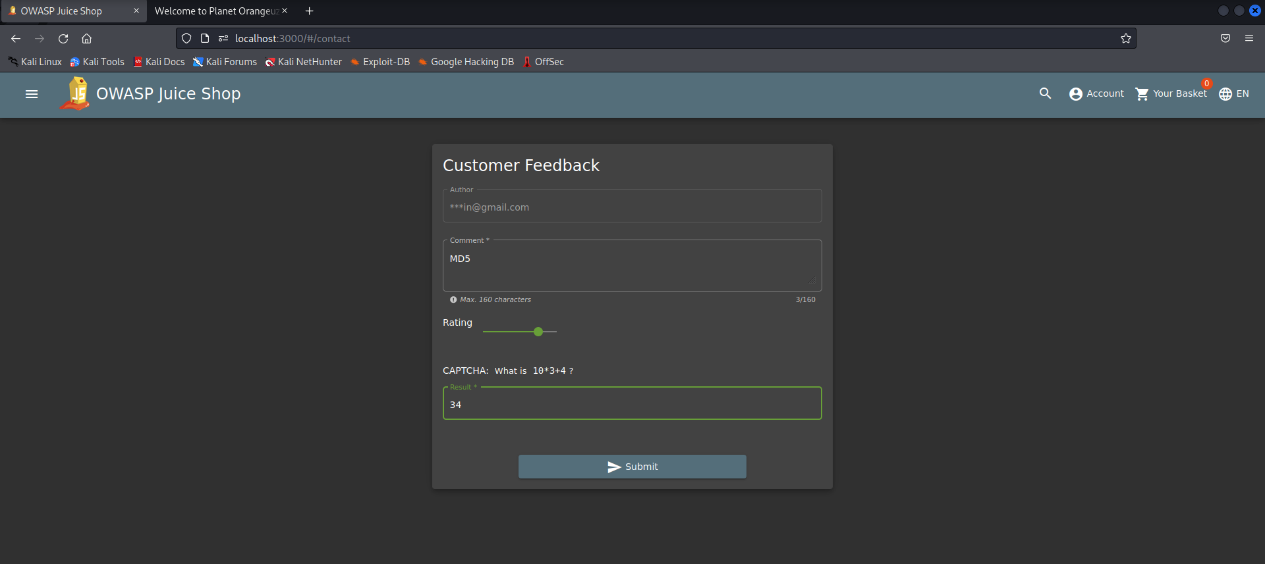 OWASP Juice Shop
Welcome to Planet Orangeu
localhost:3000/#/contact
Kali Linux Kali Tools Kali Docs Kali Forums Kali NetHunter Exploit-DB Google Hacking DB OffSec
JS OWASP Juice Shop Account Your Basket 0 EN
Customer Feedback
Author
***in@gmail.com
Comment *
MD5
Max. 160 characters 3/160
Rating
CAPTCHA: What is 10*3+4 ?
Result *
34
Submit